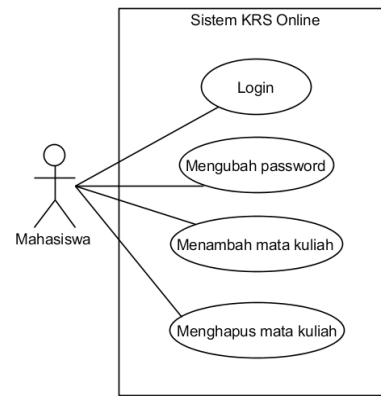 Sistem KRS Online
Login
Mengubah password
Mahasiswa
Menambah mata kuliah
Menghapus mata kuliah